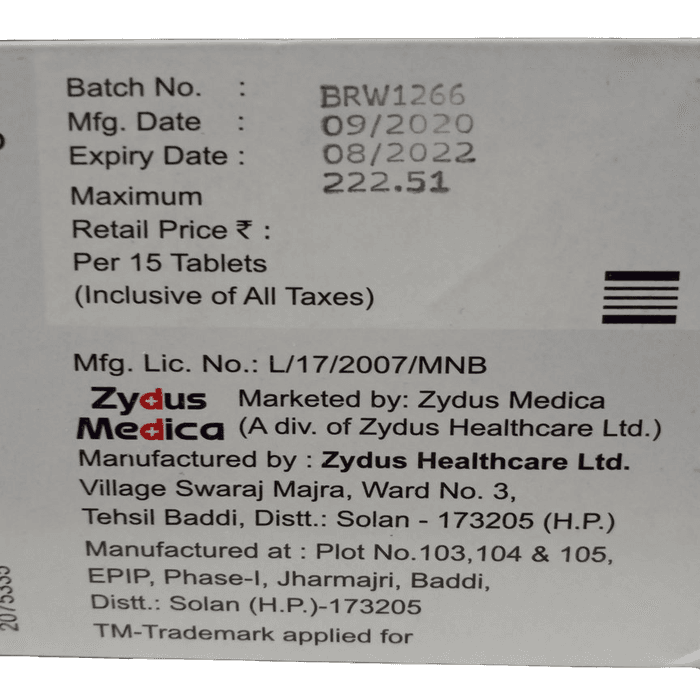 Batch No. : BRW1266
Mfg. Date : 09/2020
Expiry Date : 08/2022
Maximum 222.51
Retail Price ₹ :
Per 15 Tablets
(Inclusive of All Taxes)
Mfg. Lic. No.: L/17/2007/MNB
Zydus Marketed by: Zydus Medica
Medica (A div. of Zydus Healthcare Ltd.)
Manufactured by : Zydus Healthcare Ltd.
Village Swaraj Majra, Ward No. 3,
Tehsil Baddi, Distt.: Solan - 173205 (H.P.)
Manufactured at : Plot No.103,104 & 105,
EPIP, Phase-I, Jharmajri, Baddi,
Distt.: Solan (H.P.)-173205
TM-Trademark applied for